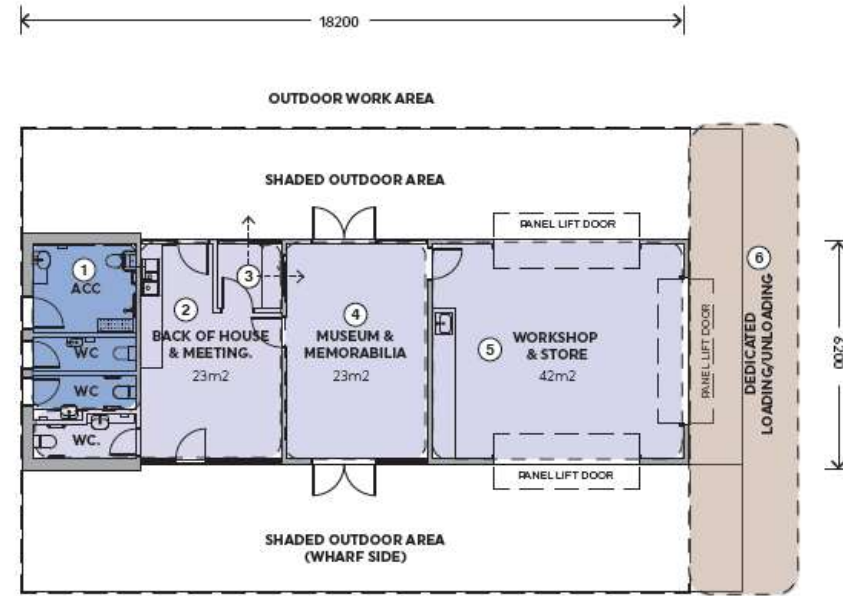 18200
OUTDOOR WORK AREA
SHADED OUTDOOR AREA
PANEL LIFT DOOR
1
ACC
WC
WC
WC.
2
BACK OF HOUSE
& MEETING.
23m2
3
4
MUSEUM &
MEMORABILIA
23m2
5
WORKSHOP
& STORE
42m2
PANEL LIFT DOOR
6
DEDICATED
LOADING/UNLOADING
6200
PANEL LIFT DOOR
SHADED OUTDOOR AREA
(WHARF SIDE)